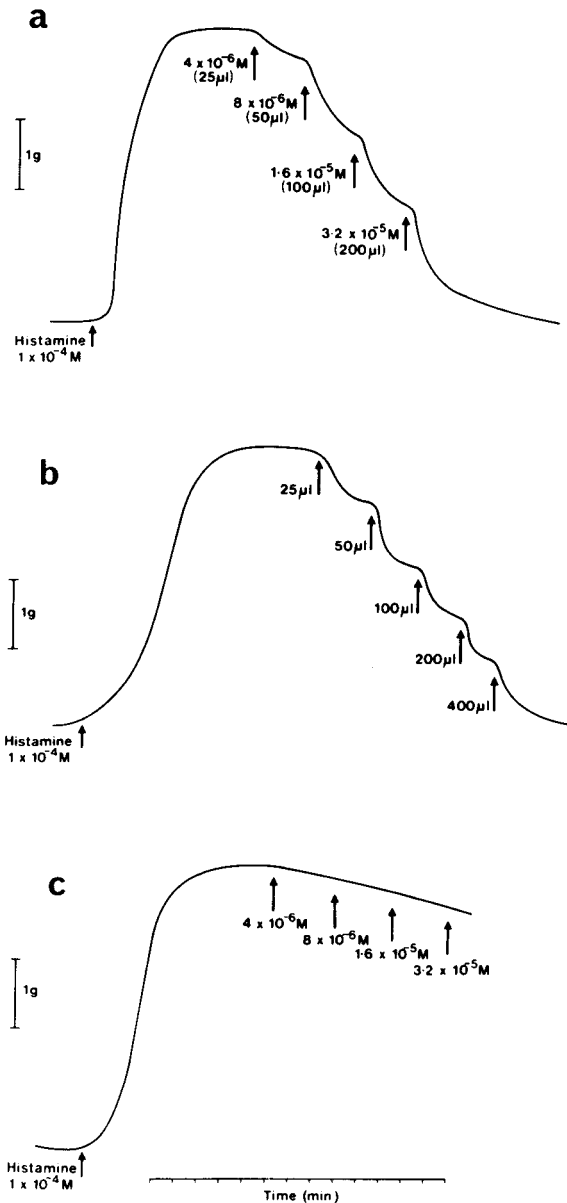 a
4 x 10⁻⁶M
(25µl)
8 x 10⁻⁶M
(50µl)
1g
1·6 x 10⁻⁵M
(100µl)
3·2 x 10⁻⁵M
(200µl)
Histamine
1 x 10⁻⁴M
b
25µl
50µl
1g
100µl
200µl
400µl
Histamine
1 x 10⁻⁴M
c
4 x 10⁻⁶M
8 x 10⁻⁶M
1·6 x 10⁻⁵M
3·2 x 10⁻⁵M
1g
Histamine
1 x 10⁻⁴M
Time (min)